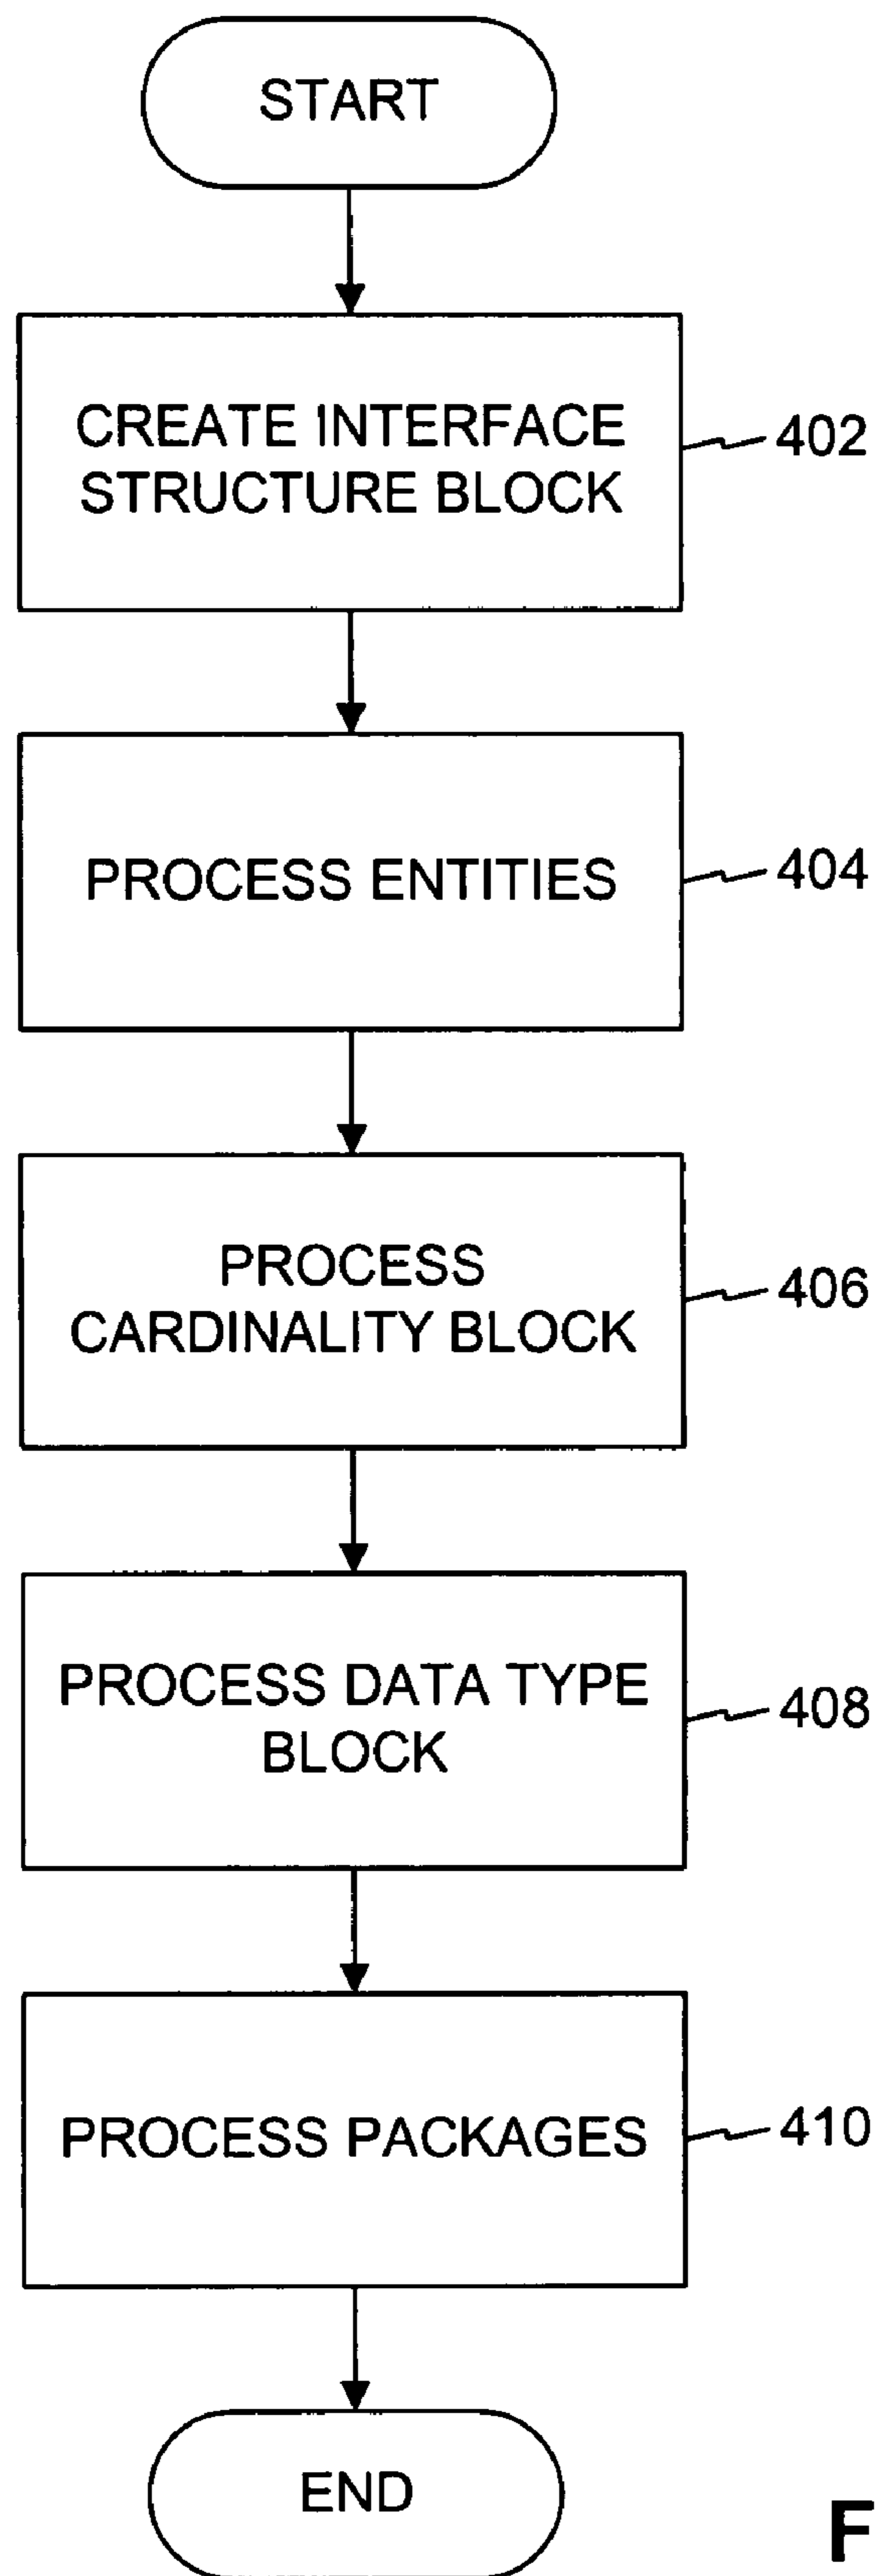 START
CREATE INTERFACE
STRUCTURE BLOCK
402
PROCESS ENTITIES
404
PROCESS
CARDINALITY BLOCK
406
PROCESS DATA TYPE
BLOCK
408
PROCESS PACKAGES
410
END
F